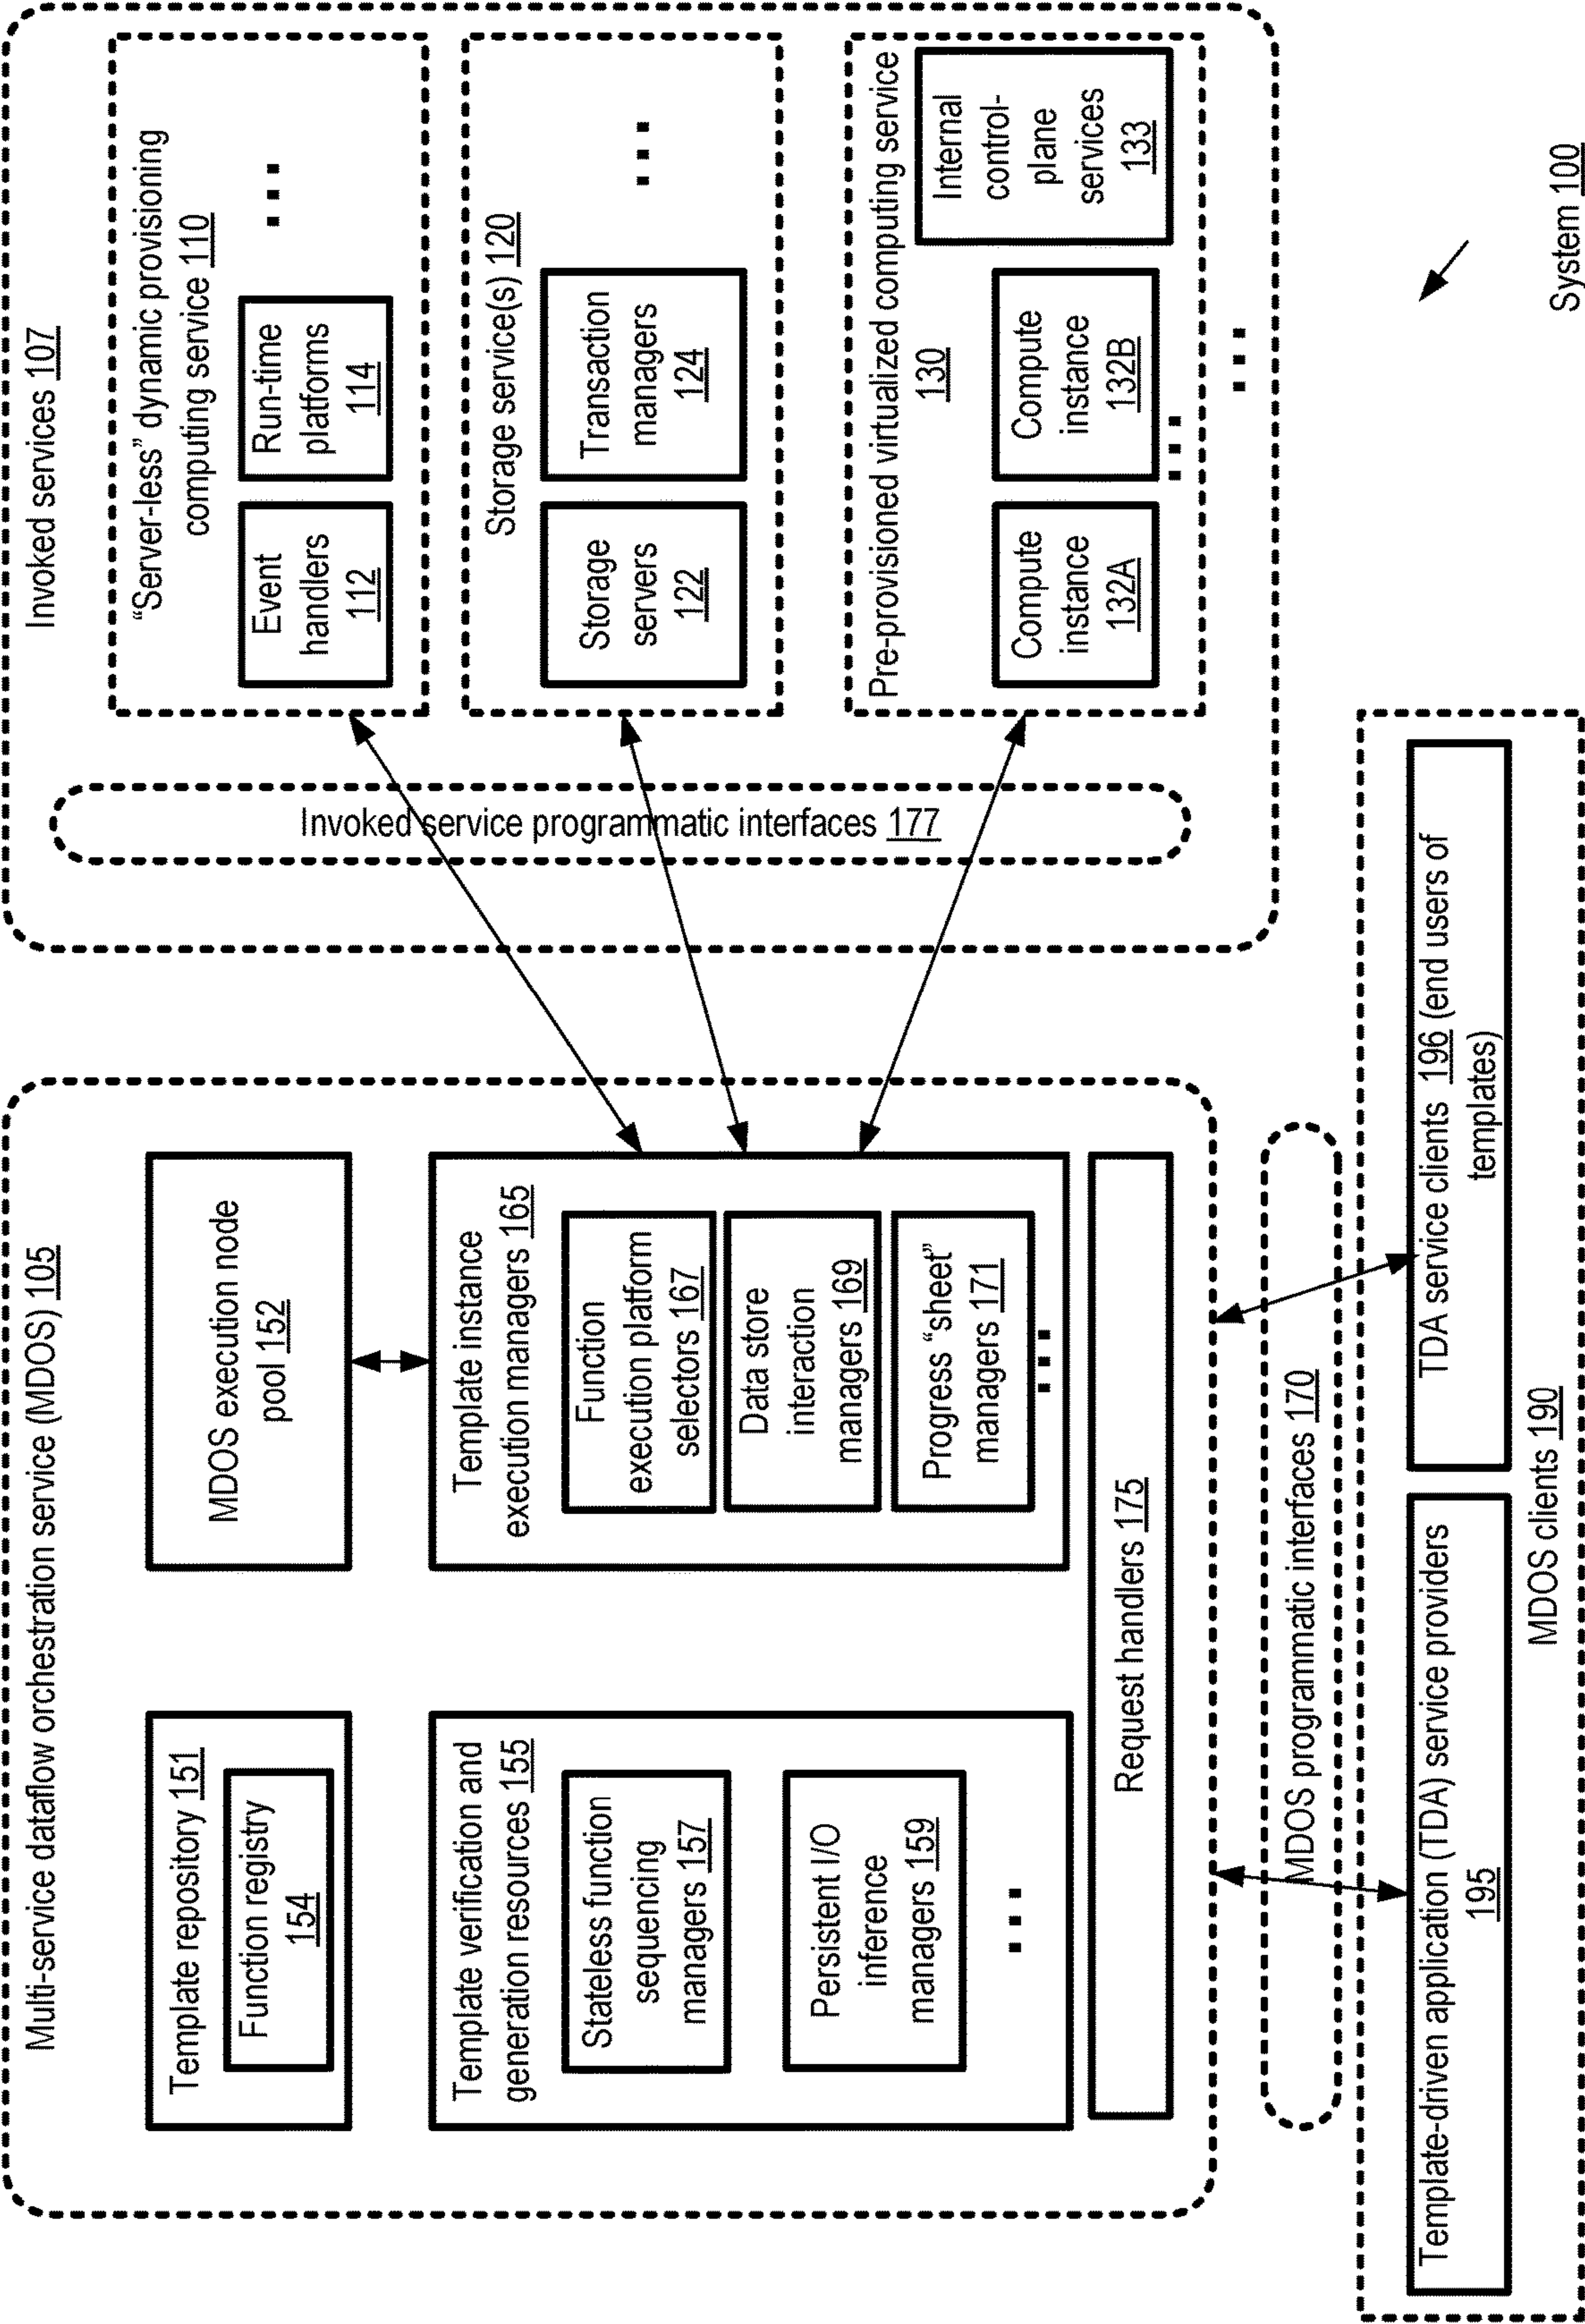 Multi-service dataflow orchestration service (MDOS) 105
Template repository 151
Function registry
154
MDOS execution node
pool 152
Template verification and
generation resources 155
Stateless function
sequencing
managers 157
Persistent I/O
inference
managers 159
Template instance
execution managers 165
Function
execution platform
selectors 167
Data store
interaction
managers 169
Progress “sheet”
managers 171
Request handlers 175
MDOS programmatic interfaces 170
Template-driven application (TDA) service providers
195
TDA service clients 196 (end users of
templates)
MDOS clients 190
Invoked services 107
Invoked service programmatic interfaces 177
“Server-less” dynamic provisioning
computing service 110
Event
handlers
112
Run-time
platforms
114
Storage service(s) 120
Storage
servers
122
Transaction
managers
124
Pre-provisioned virtualized computing service
130
Compute
instance
132A
Compute
instance
132B
Internal
control-
plane
services
133
System 100